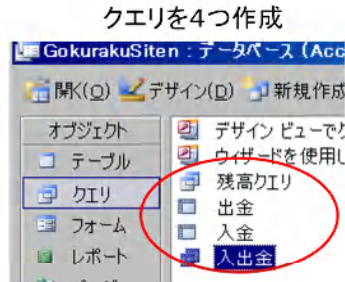 クエリを４つ作成
GokurakuSiten : データベース (Acc
開く(O) デザイン(D) 新規作成
オブジェクト
デザイン ビューで
テーブル
ウィザードを使用し
クエリ
残高クエリ
出金
フォーム
入金
レポート
入出金